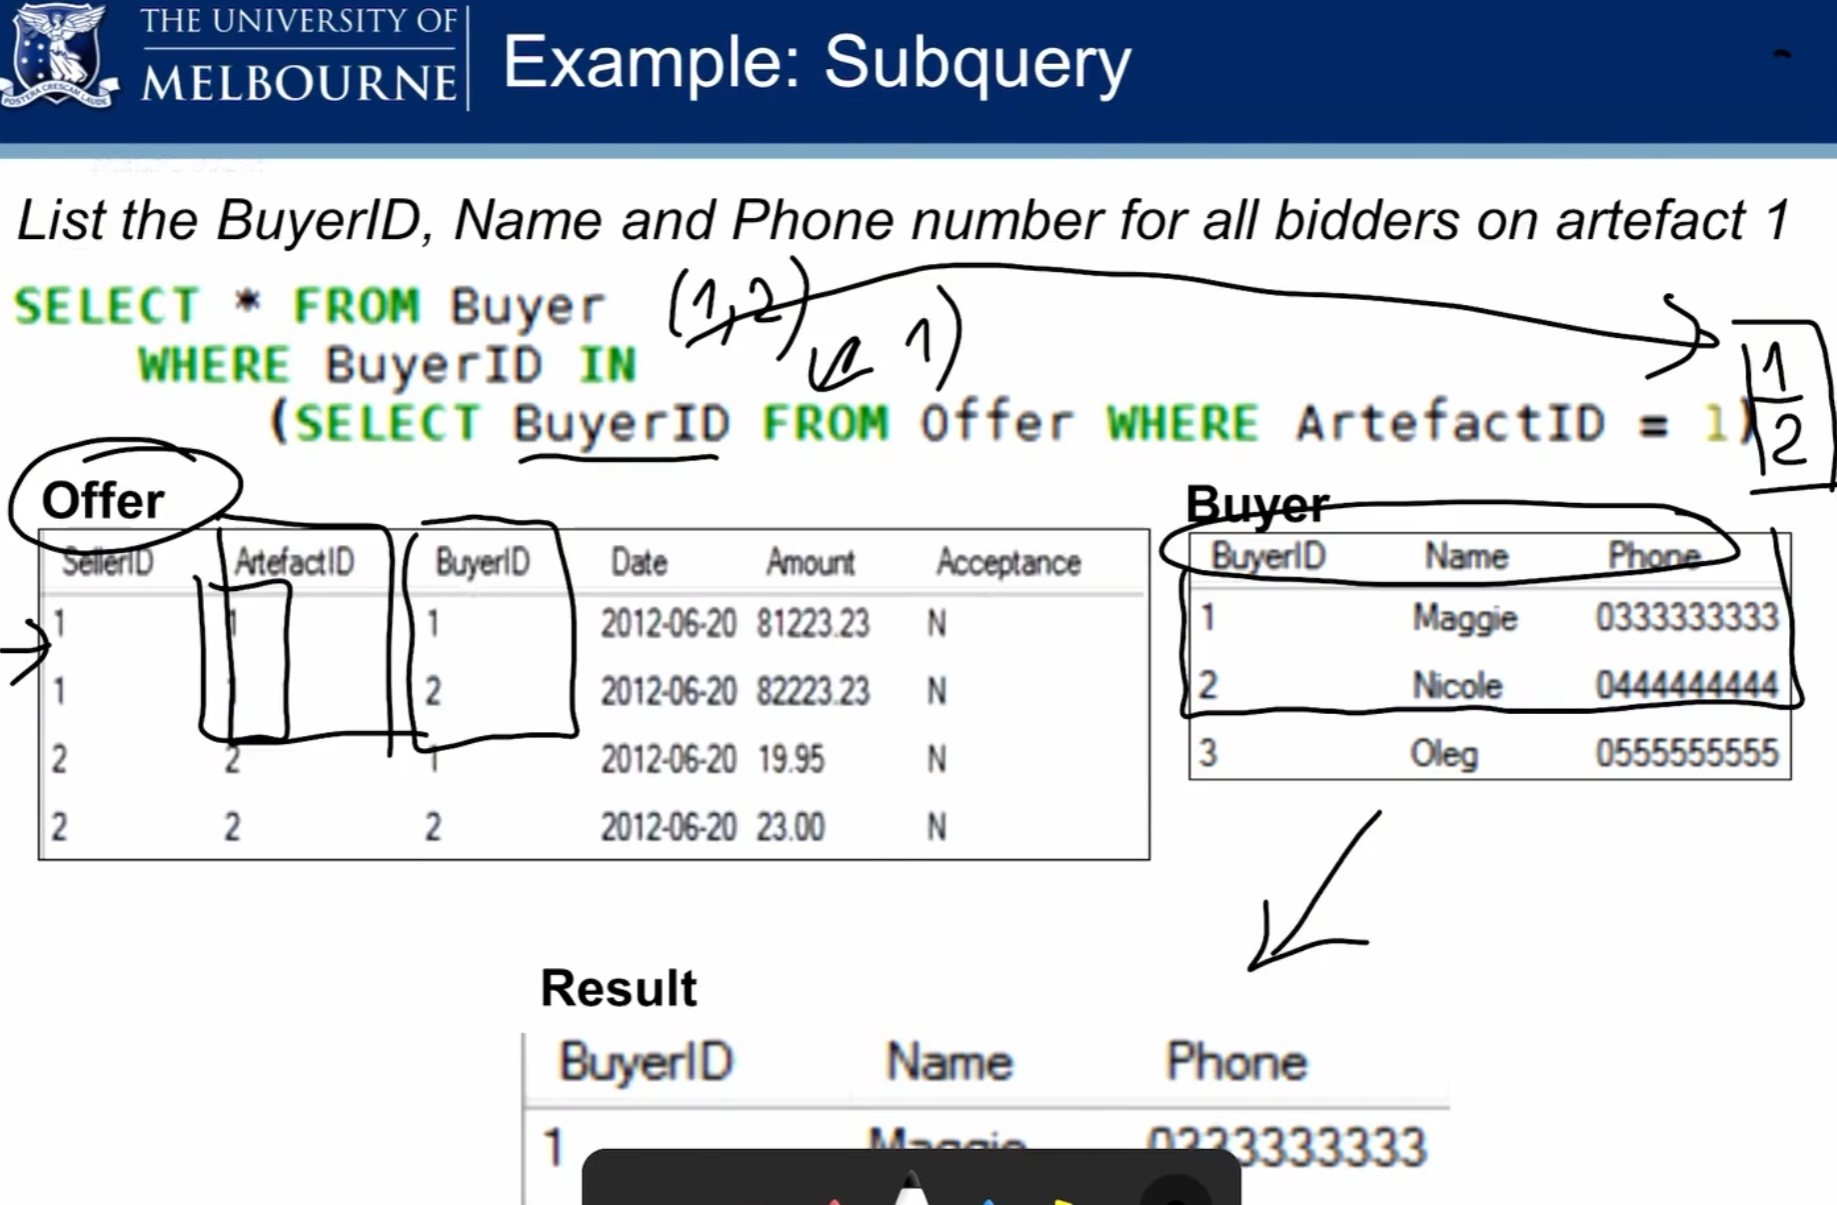 THE UNIVERSITY OF
MELBOURNE
Example: Subquery
List the BuyerID, Name and Phone number for all bidders on artefact 1
SELECT * FROM Buyer
(1,2)
1)
WHERE BuyerID IN
(SELECT BuyerID FROM Offer WHERE ArtefactID = 1)
1
2
Offer
SellerID ArtefactID BuyerID Date Amount Acceptance
1 1 1 2012-06-20 81223.23 N
1 2 2012-06-20 82223.23 N
2 2 1 2012-06-20 19.95 N
2 2 2 2012-06-20 23.00 N
Buyer
BuyerID Name Phone
1 Maggie 0333333333
2 Nicole 0444444444
3 Oleg 0555555555
Result
BuyerID Name Phone
1 Maggie 0333333333